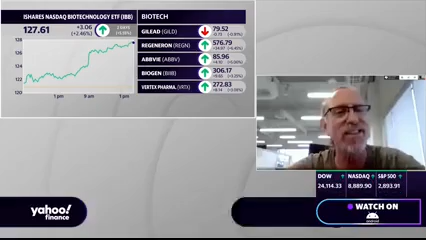 ISHARES NASDAQ BIOTECHNOLOGY ETF (IBB)
127.61
+3.06
(+2.46%)
128
126
124
122
120
1 pm
9 am
1 pm
BIOTECH
GILEAD (GILD)
79.52
REGENERON (REGN)
576.79
ABBVIE (ABBV)
85.96
BIOGEN (BIIB)
306.17
VERTEX PHARMA. (VRTX)
272.83
DOW
24,114.33
NASDAQ
8,889.90
S&P 500
2,893.91
yahoo!
finance
WATCH ON
android